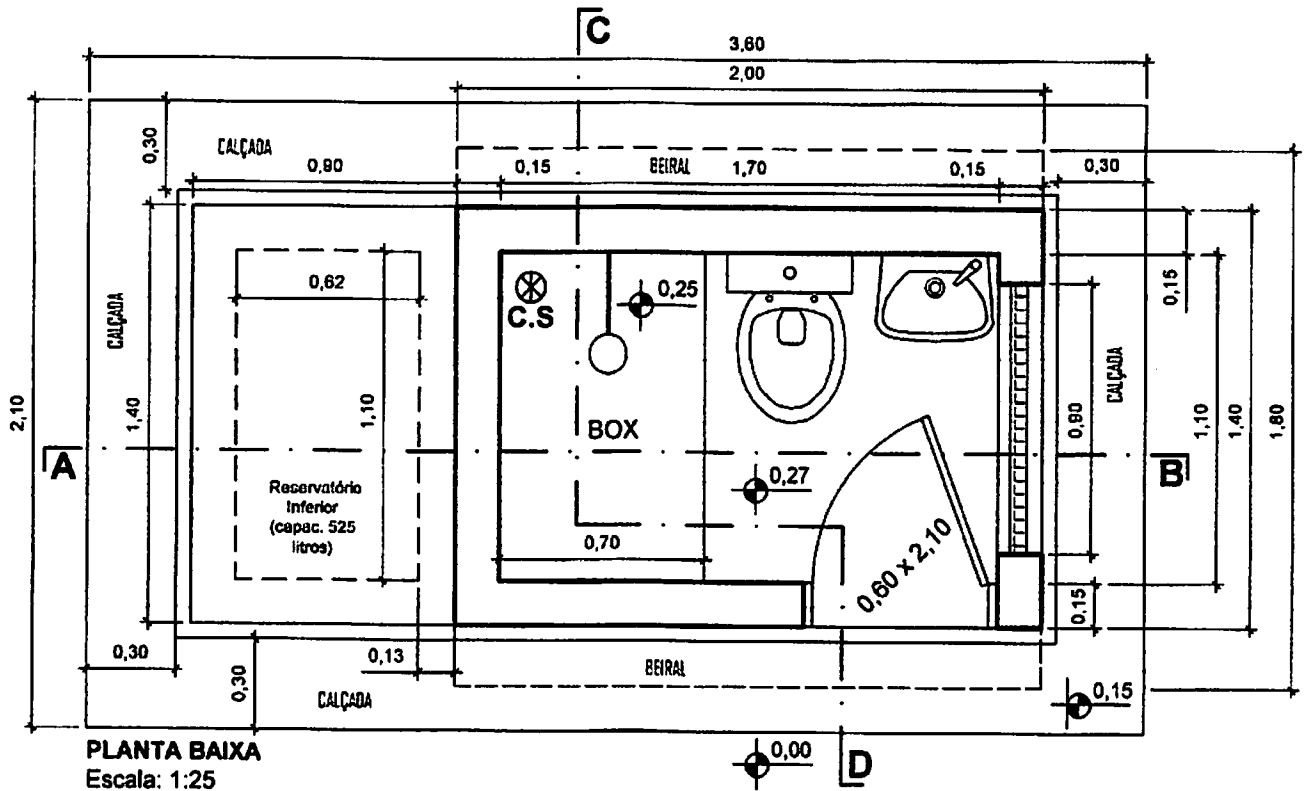 C
3,60
2,00
0,30
CALÇADA
0,90
0,15
BEIRAL
1,70
0,15
0,30
0,62
C.S
0,25
0,15
CALÇADA
CALÇADA
2,10
1,40
1,10
BOX
0,90
1,10
1,40
1,80
A
B
Reservatório
Inferior
(capac. 525
litros)
0,27
0,70
0,60 x 2,10
0,15
0,30
0,13
0,30
BEIRAL
CALÇADA
0,15
PLANTA BAIXA
Escala: 1:25
0,00
D